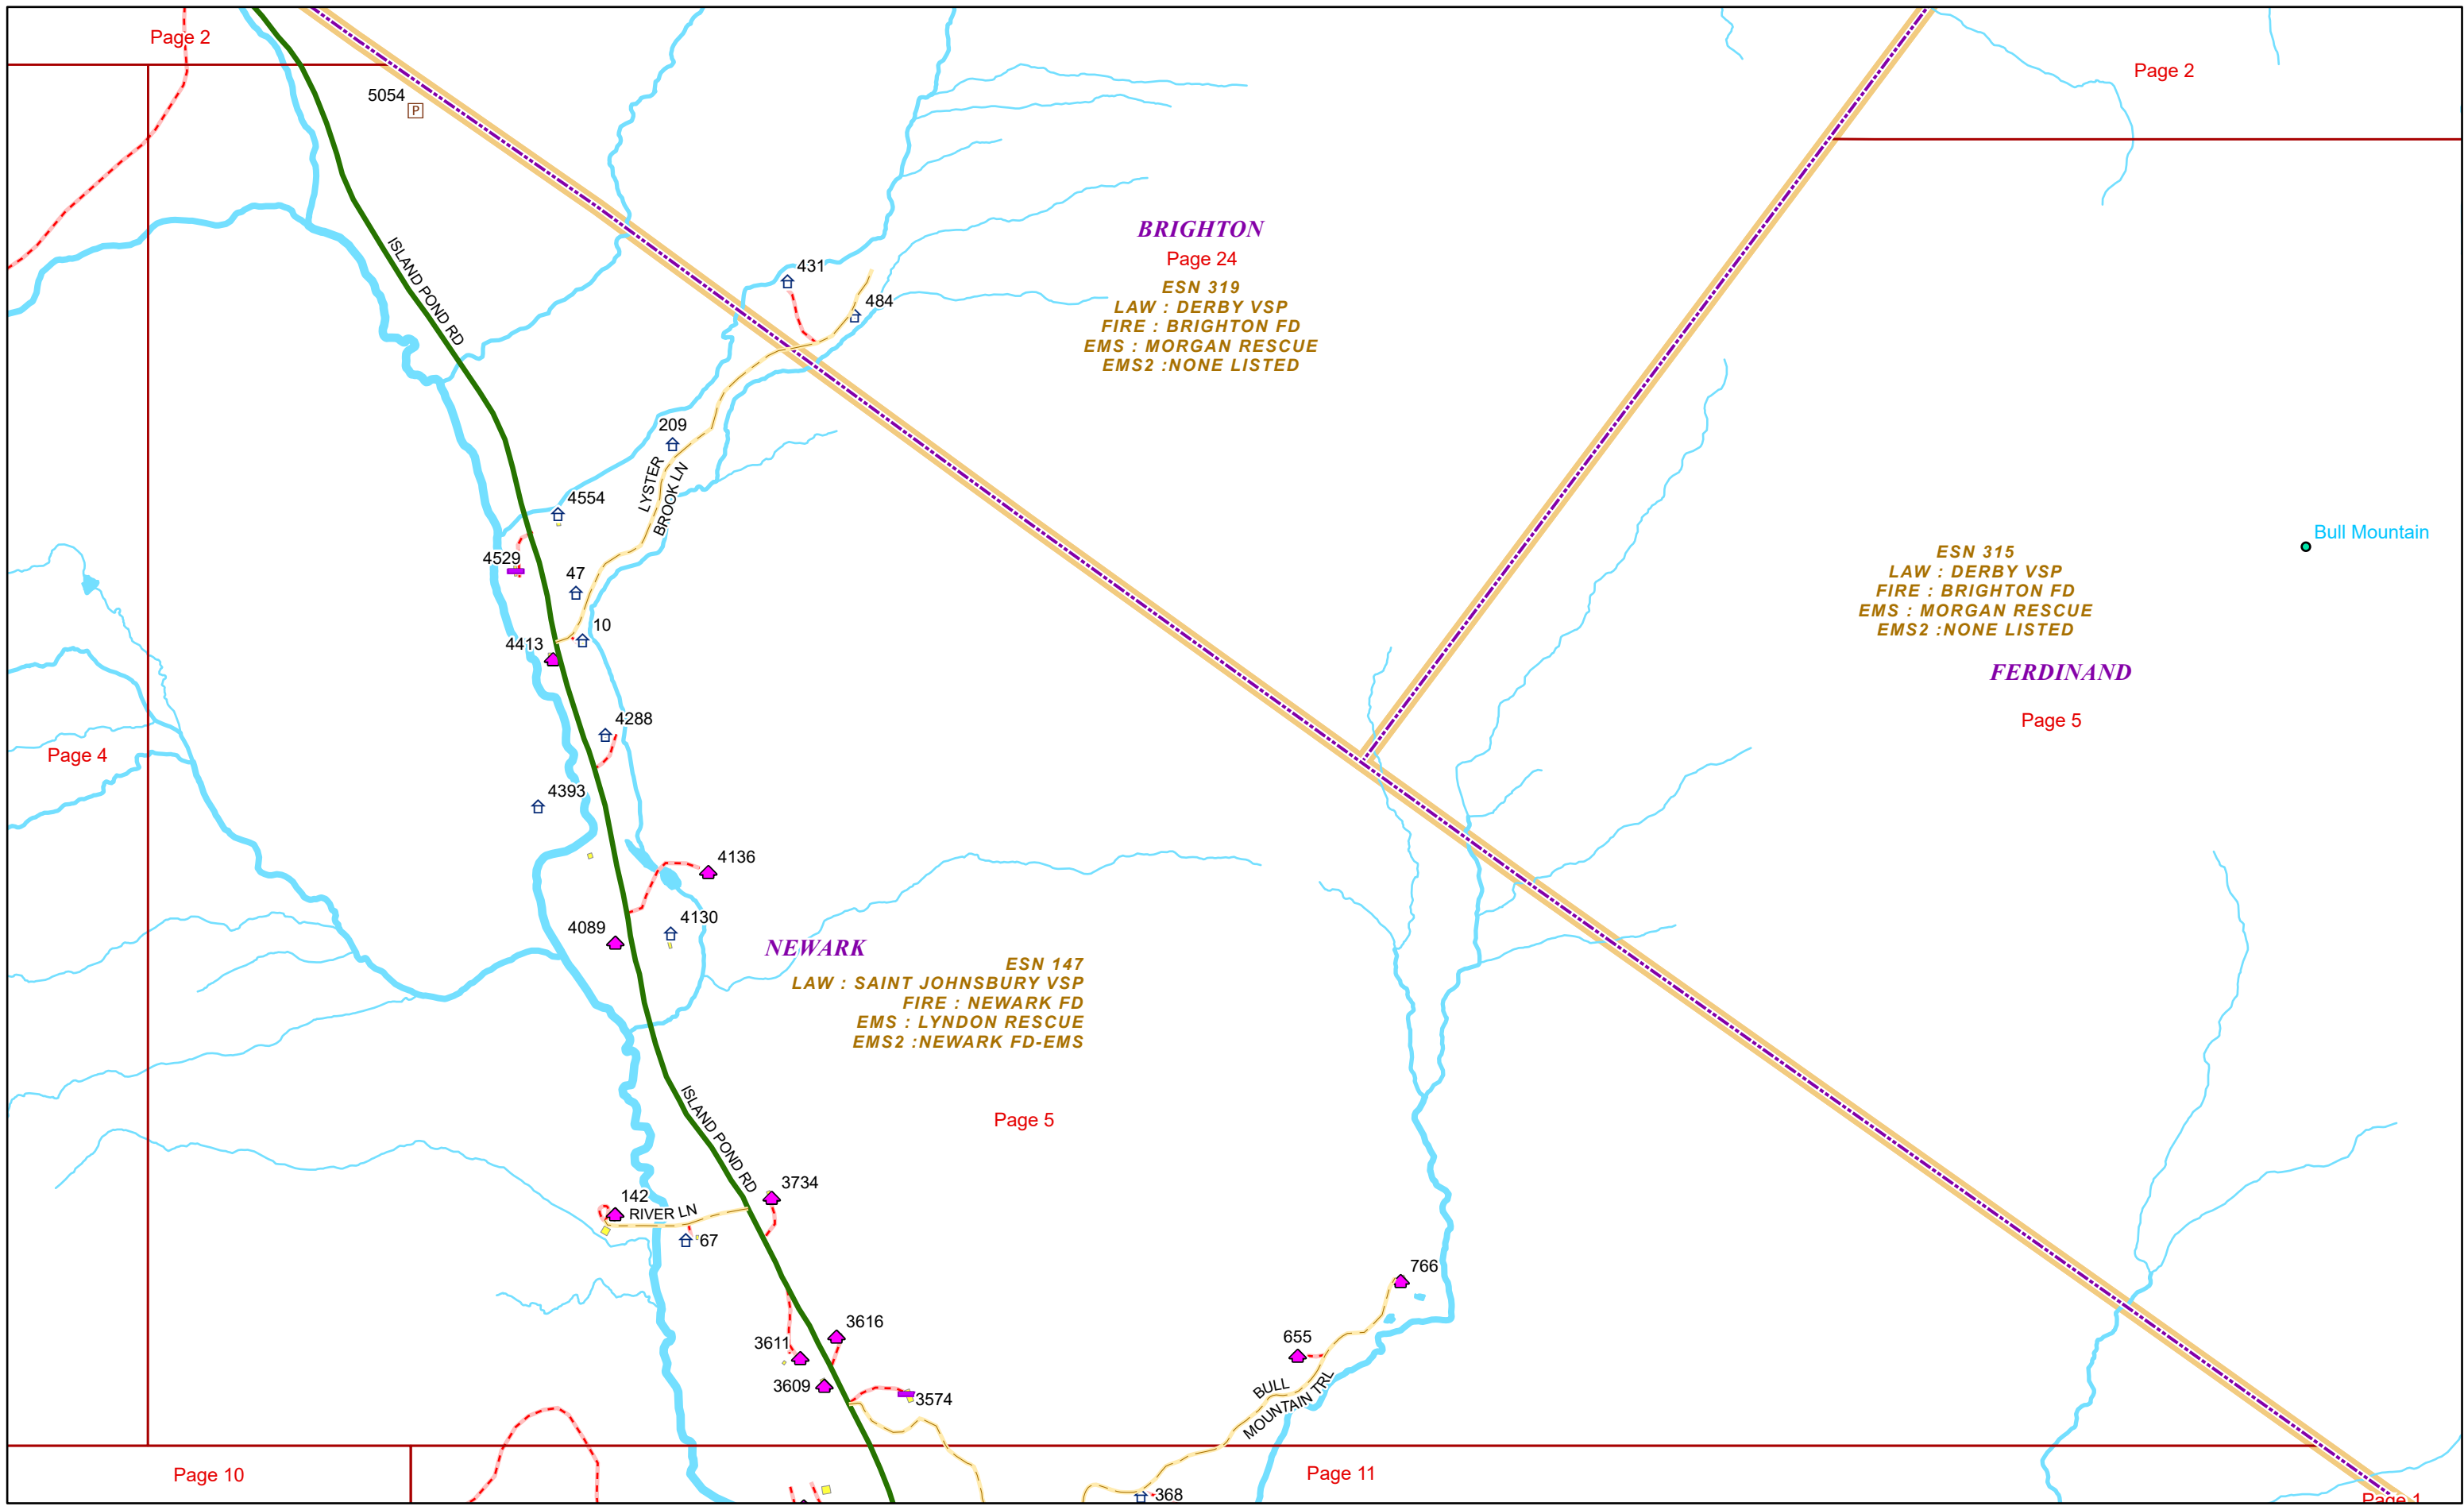 Page 2
Page 2
5054
P
ISLAND POND RD
BRIGHTON
Page 24
ESN 319
LAW : DERBY VSP
FIRE : BRIGHTON FD
EMS : MORGAN RESCUE
EMS2 :NONE LISTED
431
484
209
LYSTER
BROOK LN
4554
4529
47
10
4413
Bull Mountain
ESN 315
LAW : DERBY VSP
FIRE : BRIGHTON FD
EMS : MORGAN RESCUE
EMS2 :NONE LISTED
FERDINAND
Page 5
4288
Page 4
4393
4136
4130
4089
NEWARK
ESN 147
LAW : SAINT JOHNSBURY VSP
FIRE : NEWARK FD
EMS : LYNDON RESCUE
EMS2 :NEWARK FD-EMS
Page 5
ISLAND POND RD
3734
142
RIVER LN
67
766
3616
3611
655
3609
3574
BULL
MOUNTAIN TRL
Page 10
Page 11
368
Page 1